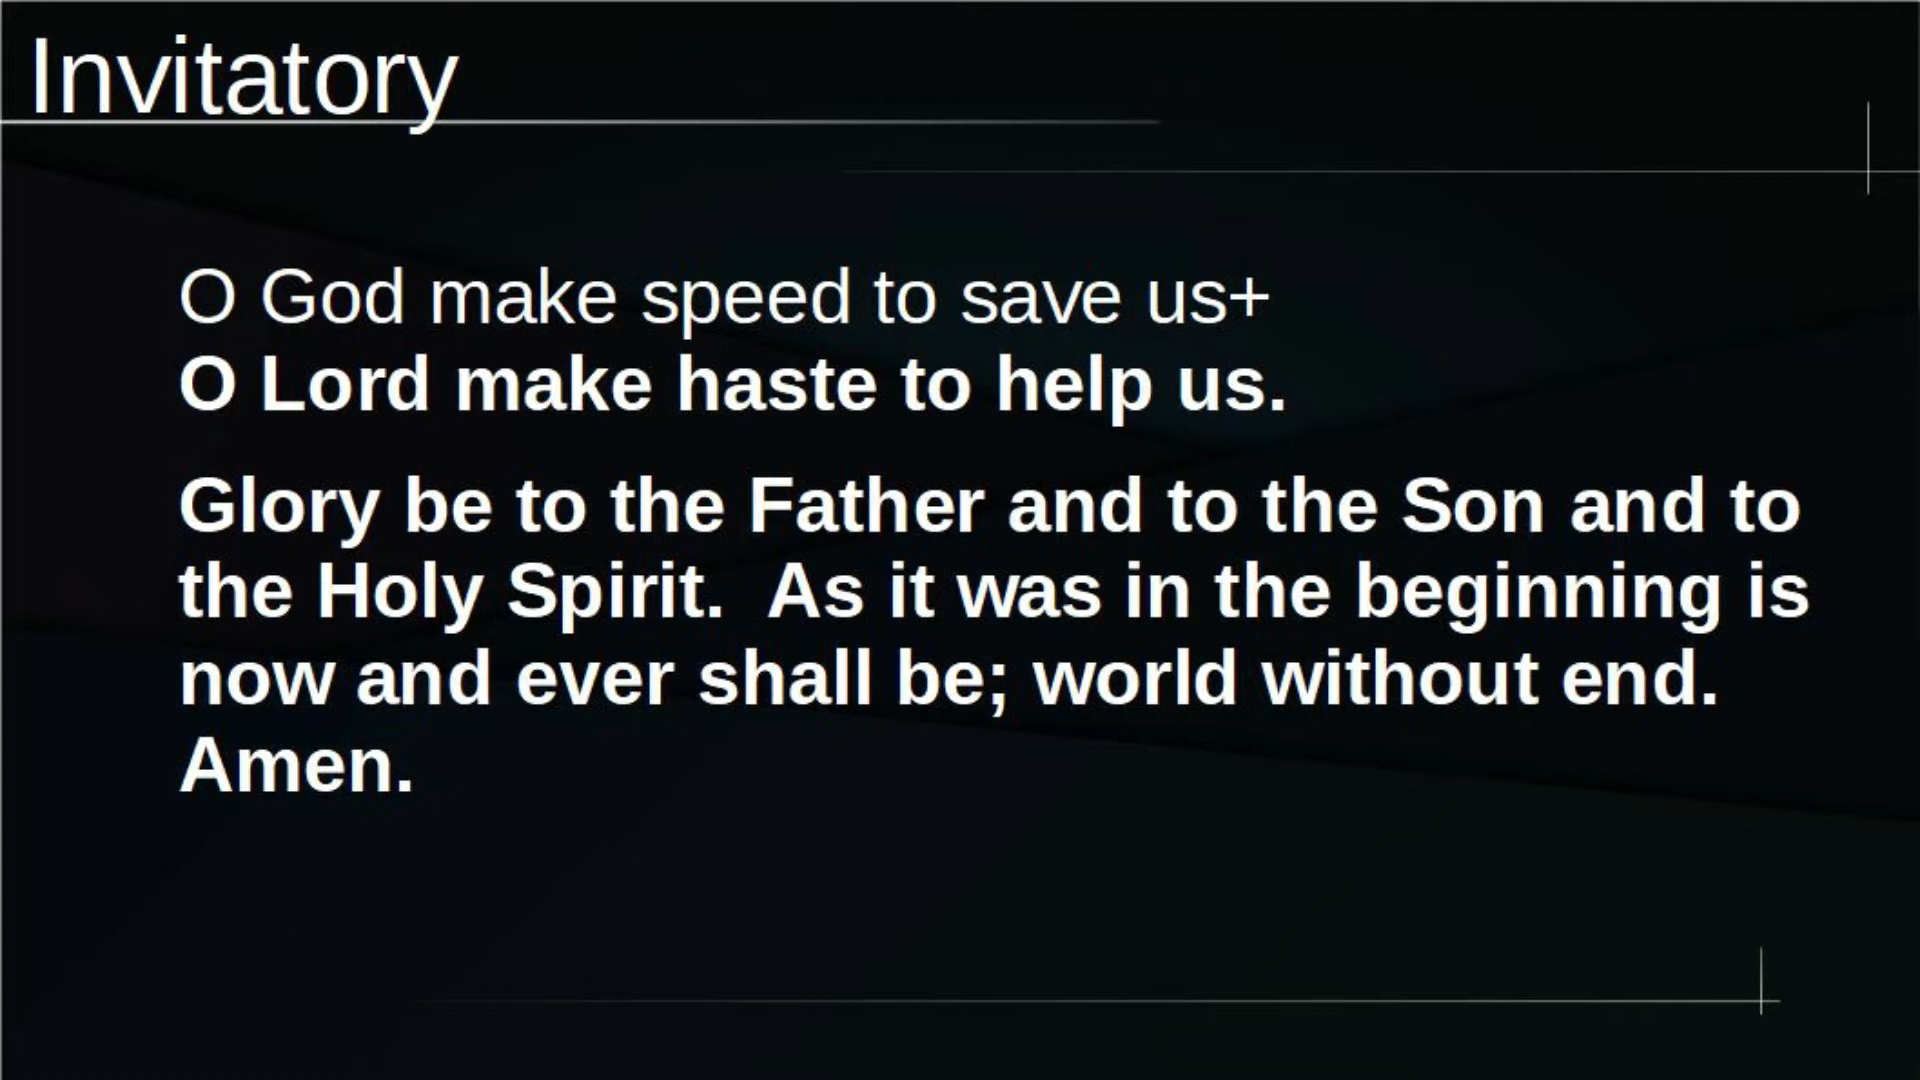 Invitatory
O God make speed to save us+
O Lord make haste to help us.
Glory be to the Father and to the Son and to
the Holy Spirit.  As it was in the beginning is
now and ever shall be; world without end.
Amen.